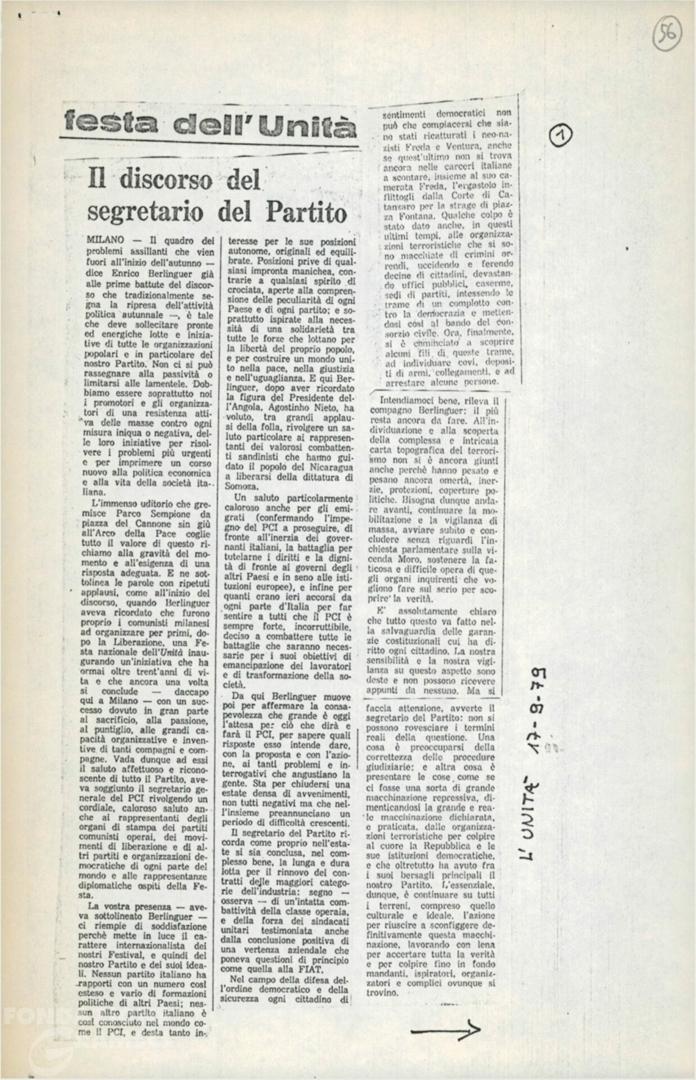 56
festa dell'Unità
1
Il discorso del
segretario del Partito
MILANO — Il quadro dei
problemi assillanti che vien
fuori all'inizio dell'autunno —
dice Enrico Berlinguer già
alle prime battute del discor-
so che tradizionalmente se-
gna la ripresa dell'attività
politica autunnale —, è tale
che deve sollecitare pronte
ed energiche lotte e inizia-
tive di tutte le organizzazioni
popolari e in particolare del
nostro Partito. Non ci si può
rassegnare alla passività o
limitarsi alle lamentele. Dob-
biamo essere soprattutto noi
i promotori e gli organizza-
tori di una resistenza atti-
va delle masse contro ogni
misura iniqua o negativa, del-
le loro iniziative per risol-
vere i problemi più urgenti
e per imprimere un corso
nuovo alla politica economica
e alla vita della società ita-
liana.
L'immenso uditorio che gre-
misce Parco Sempione da
piazza del Cannone sin giù
all'Arco della Pace coglie
tutto il valore di questo ri-
chiamo alla gravità del mo-
mento e all'esigenza di una
risposta adeguata. E ne sot-
tolinea le parole con ripetuti
applausi, come all'inizio del
discorso, quando Berlinguer
aveva ricordato che furono
proprio i comunisti milanesi
ad organizzare per primi, do-
po la Liberazione, una Fe-
sta nazionale dell'Unità inau-
gurando un'iniziativa che ha
ormai oltre trent'anni di vi-
ta e che ancora una volta
si conclude — daccapo
qui a Milano — con un suc-
cesso dovuto in gran parte
al sacrificio, alla passione,
al puntiglio, alle grandi ca-
pacità organizzative e inven-
tive di tanti compagni e com-
pagne. Vada dunque ad essi
il saluto affettuoso e ricono-
scente di tutto il Partito, ave-
va soggiunto il segretario ge-
nerale del PCI rivolgendo un
cordiale, caloroso saluto an-
che ai rappresentanti degli
organi di stampa dei partiti
comunisti operai, dei movi-
menti di liberazione e di al-
tri partiti e organizzazioni de-
mocratiche di ogni parte del
mondo e alle rappresentanze
diplomatiche ospiti della Fe-
sta.
La vostra presenza — ave-
va sottolineato Berlinguer —
ci riempie di soddisfazione
perchè mette in luce il ca-
rattere internazionalista dei
nostri Festival, e quindi del
nostro Partito e dei suoi idea-
li. Nessun partito italiano ha
rapporti con un numero così
esteso e vario di formazioni
politiche di altri Paesi; nes-
sun altro partito italiano è
così conosciuto nel mondo co-
me il PCI, e desta tanto in-
teresse per le sue posizioni
autonome, originali ed equili-
brate. Posizioni prive di qual-
siasi impronta manichea, con-
trarie a qualsiasi spirito di
crociata, aperte alla compren-
sione delle peculiarità di ogni
Paese e di ogni partito; e so-
prattutto ispirate alla neces-
sità di una solidarietà tra
tutte le forze che lottano per
la libertà del proprio popolo,
e per costruire un mondo uni-
to nella pace, nella giustizia
e nell'uguaglianza. E qui Ber-
linguer, dopo aver ricordato
la figura del Presidente del-
l'Angola, Agostinho Nieto, ha
voluto, tra grandi applau-
si della folla, rivolgere un sa-
luto particolare ai rappresen-
tanti dei valorosi combatten-
ti sandinisti che hanno gui-
dato il popolo del Nicaragua
a liberarsi della dittatura di
Somoza.
Un saluto particolarmente
caloroso anche per gli emi-
grati (confermando l'impe-
gno del PCI a proseguire, di
fronte all'inerzia dei gover-
nanti italiani, la battaglia per
tutelarne i diritti e la digni-
tà di fronte ai governi degli
altri Paesi e in seno alle isti-
tuzioni europee), e infine per
quanti erano ieri accorsi da
ogni parte d'Italia per far
sentire a tutti che il PCI è
sempre forte, incorruttibile,
deciso a combattere tutte le
battaglie che saranno neces-
sarie per i suoi obiettivi di
emancipazione dei lavoratori
e di trasformazione della so-
cietà.
Da qui Berlinguer muove
poi per affermare la consa-
pevolezza che grande è oggi
l'attesa per ciò che dirà e
farà il PCI, per sapere quali
risposte esso intende dare,
con la proposta e con l'azio-
ne, ai tanti problemi e in-
terrogativi che angustiano la
gente. Sta per chiudersi una
estate densa di avvenimenti,
non tutti negativi ma che nel-
l'insieme preannunciano un
periodo di difficoltà crescenti.
Il segretario del Partito ri-
corda come proprio nell'esta-
te si sia conclusa, nel com-
plesso bene, la lunga e dura
lotta per il rinnovo dei con-
tratti delle maggiori catego-
rie dell'industria: segno —
osserva — di un'intatta com-
battività della classe operaia,
e della forza dei sindacati
unitari testimoniata anche
dalla conclusione positiva di
una vertenza aziendale che
poneva questioni di principio
come quella alla FIAT.
Nel campo della difesa del-
l'ordine democratico e della
sicurezza ogni cittadino di
sentimenti democratici non
può che compiacersi che sia-
no stati ricatturati i neo-na-
zisti Freda e Ventura, anche
se quest'ultimo non si trova
ancora nelle carceri italiane
a scontare, insieme al suo ca-
merata Freda, l'ergastolo in-
flittogli dalla Corte di Ca-
tanzaro per la strage di piaz-
za Fontana. Qualche colpo è
stato dato anche, in questi
ultimi tempi, alle organizza-
zioni terroristiche che si so-
no macchiate di crimini or-
rendi, uccidendo e ferendo
decine di cittadini, devastan-
do uffici pubblici, caserme,
sedi di partiti, intessendo le
trame di un complotto con-
tro la democrazia e metten-
dosi così al bando del con-
sorzio civile. Ora, finalmente,
si è cominciato a scoprire
alcuni fili di queste trame,
ad individuare covi, deposi-
ti di armi, collegamenti, e ad
arrestare alcune persone.
Intendiamoci bene, rileva il
compagno Berlinguer: il più
resta ancora da fare. All'in-
dividuazione e alla scoperta
della complessa e intricata
carta topografica del terrori-
smo non si è ancora giunti
anche perchè hanno pesato e
pesano ancora omertà, iner-
zie, protezioni, coperture po-
litiche. Bisogna dunque anda-
re avanti, continuare la mo-
bilitazione e la vigilanza di
massa, avviare subito e con-
cludere senza riguardi l'in-
chiesta parlamentare sulla vi-
cenda Moro, sostenere la fa-
ticosa e difficile opera di que-
gli organi inquirenti che vo-
gliono fare sul serio per sco-
prire la verità.
E' assolutamente chiaro
che tutto questo va fatto nel-
la salvaguardia delle garan-
zie costituzionali cui ha di-
ritto ogni cittadino. La nostra
sensibilità e la nostra vigi-
lanza su questo aspetto sono
deste e non possono ricevere
appunti da nessuno. Ma si
faccia attenzione, avverte il
segretario del Partito: non si
possono rovesciare i termini
reali della questione. Una
cosa è preoccuparsi della
correttezza delle procedure
giudiziarie; e altra cosa è
presentare le cose come se
ci fosse una sorta di grande
macchinazione repressiva, di-
menticandosi la grande e rea-
le macchinazione dichiarata,
e praticata, dalle organizza-
zioni terroristiche per colpire
al cuore la Repubblica e le
sue istituzioni democratiche,
e che oltretutto ha avuto fra
i suoi bersagli principali il
nostro Partito. L'essenziale,
dunque, è continuare su tutti
i terreni, compreso quello
culturale e ideale, l'azione
per riuscire a sconfiggere de-
finitivamente questa macchi-
nazione, lavorando con lena
per accertare tutta la verità
e per colpire fino in fondo
mandanti, ispiratori, organiz-
zatori e complici ovunque si
trovino.
L'UNITA' 17-9-79